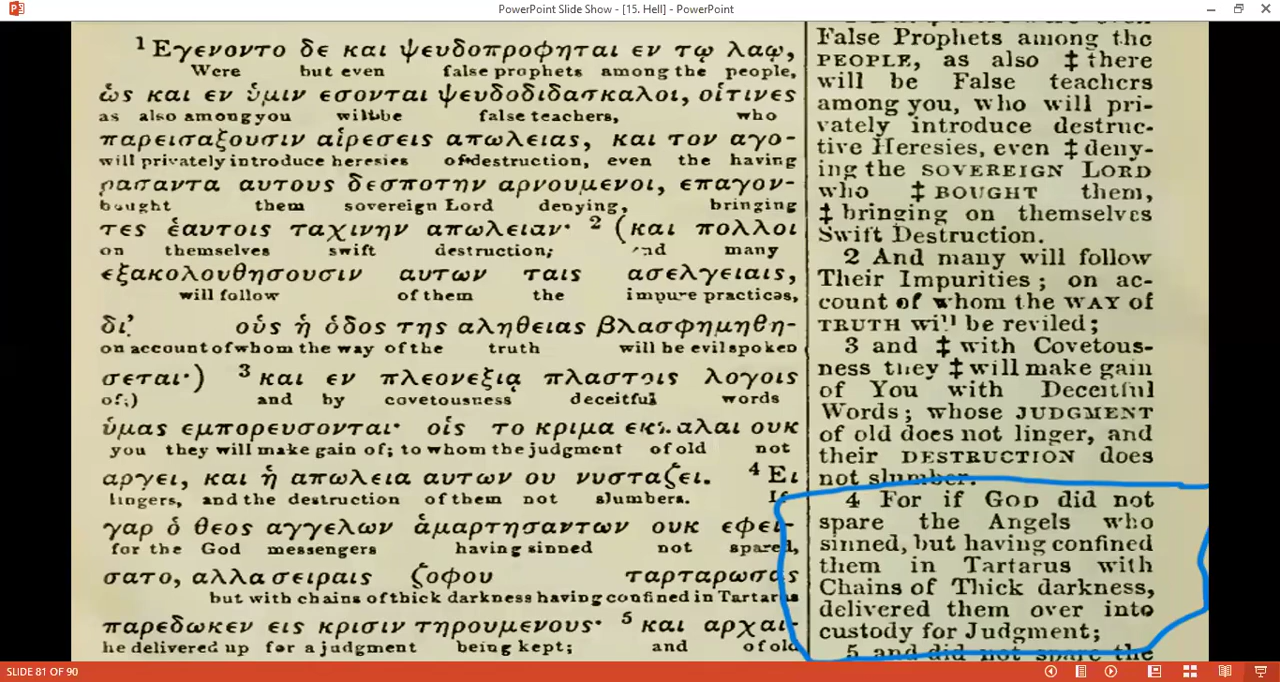 PowerPoint Slide Show - [15. Hell] - PowerPoint
¹ Εγενοντο δε και ψευδοπροφηται εν τῳ λαῳ,
Were but even false prophets among the people,
ὡς και εν ὑμιν εσονται ψευδοδιδασκαλοι, οἱτινες
as also among you will be false teachers, who
παρεισαξουσιν αἱρεσεις απωλειας, και τον αγο-
will privately introduce heresies of destruction, even the having
ρασαντα αυτους δεσποτην αρνουμενοι, επαγον-
bought them sovereign Lord denying, bringing
τες ἑαυτοις ταχινην απωλειαν· ² (και πολλοι
on themselves swift destruction; and many
εξακολουθησουσιν αυτων ταις ασελγειαις,
will follow of them the impure practices,
δι' οὑς ἡ ὁδος της αληθειας βλασφημηθη-
on account of whom the way of the truth will be evil spoken
σεται·) ³ και εν πλεονεξιᾳ πλαστοις λογοις
of;) and by covetousness deceitful words
ὑμας εμπορευσονται· οἱς το κριμα εκπαλαι ουκ
you they will make gain of; to whom the judgment of old not
αργει, και ἡ απωλεια αυτων ου νυσταζει. ⁴ Ει
lingers, and the destruction of them not slumbers. If
γαρ ὁ θεος αγγελων ἁμαρτησαντων ουκ εφει-
for the God messengers having sinned not spared,
σατο, αλλα σειραις ζοφου ταρταρωσας
but with chains of thick darkness having confined in Tartarus
παρεδωκεν εις κρισιν τηρουμενους· ⁵ και αρχαι-
he delivered up for a judgment being kept; and of old
False Prophets among the
PEOPLE, as also ‡ there
will be False teachers
among you, who will pri-
vately introduce destruc-
tive Heresies, even ‡ deny-
ing the SOVEREIGN LORD
who ‡ BOUGHT them,
‡ bringing on themselves
Swift Destruction.
2 And many will follow
Their Impurities; on ac-
count of whom the WAY of
TRUTH will be reviled;
3 and ‡ with Covetous-
ness they ‡ will make gain
of You with Deceitful
Words; whose JUDGMENT
of old does not linger, and
their DESTRUCTION does
not slumber.
4 For if GOD did not
spare the Angels who
sinned, but having confined
them in Tartarus with
Chains of Thick darkness,
delivered them over into
custody for Judgment;
5 and did not spare the
SLIDE 81 OF 90